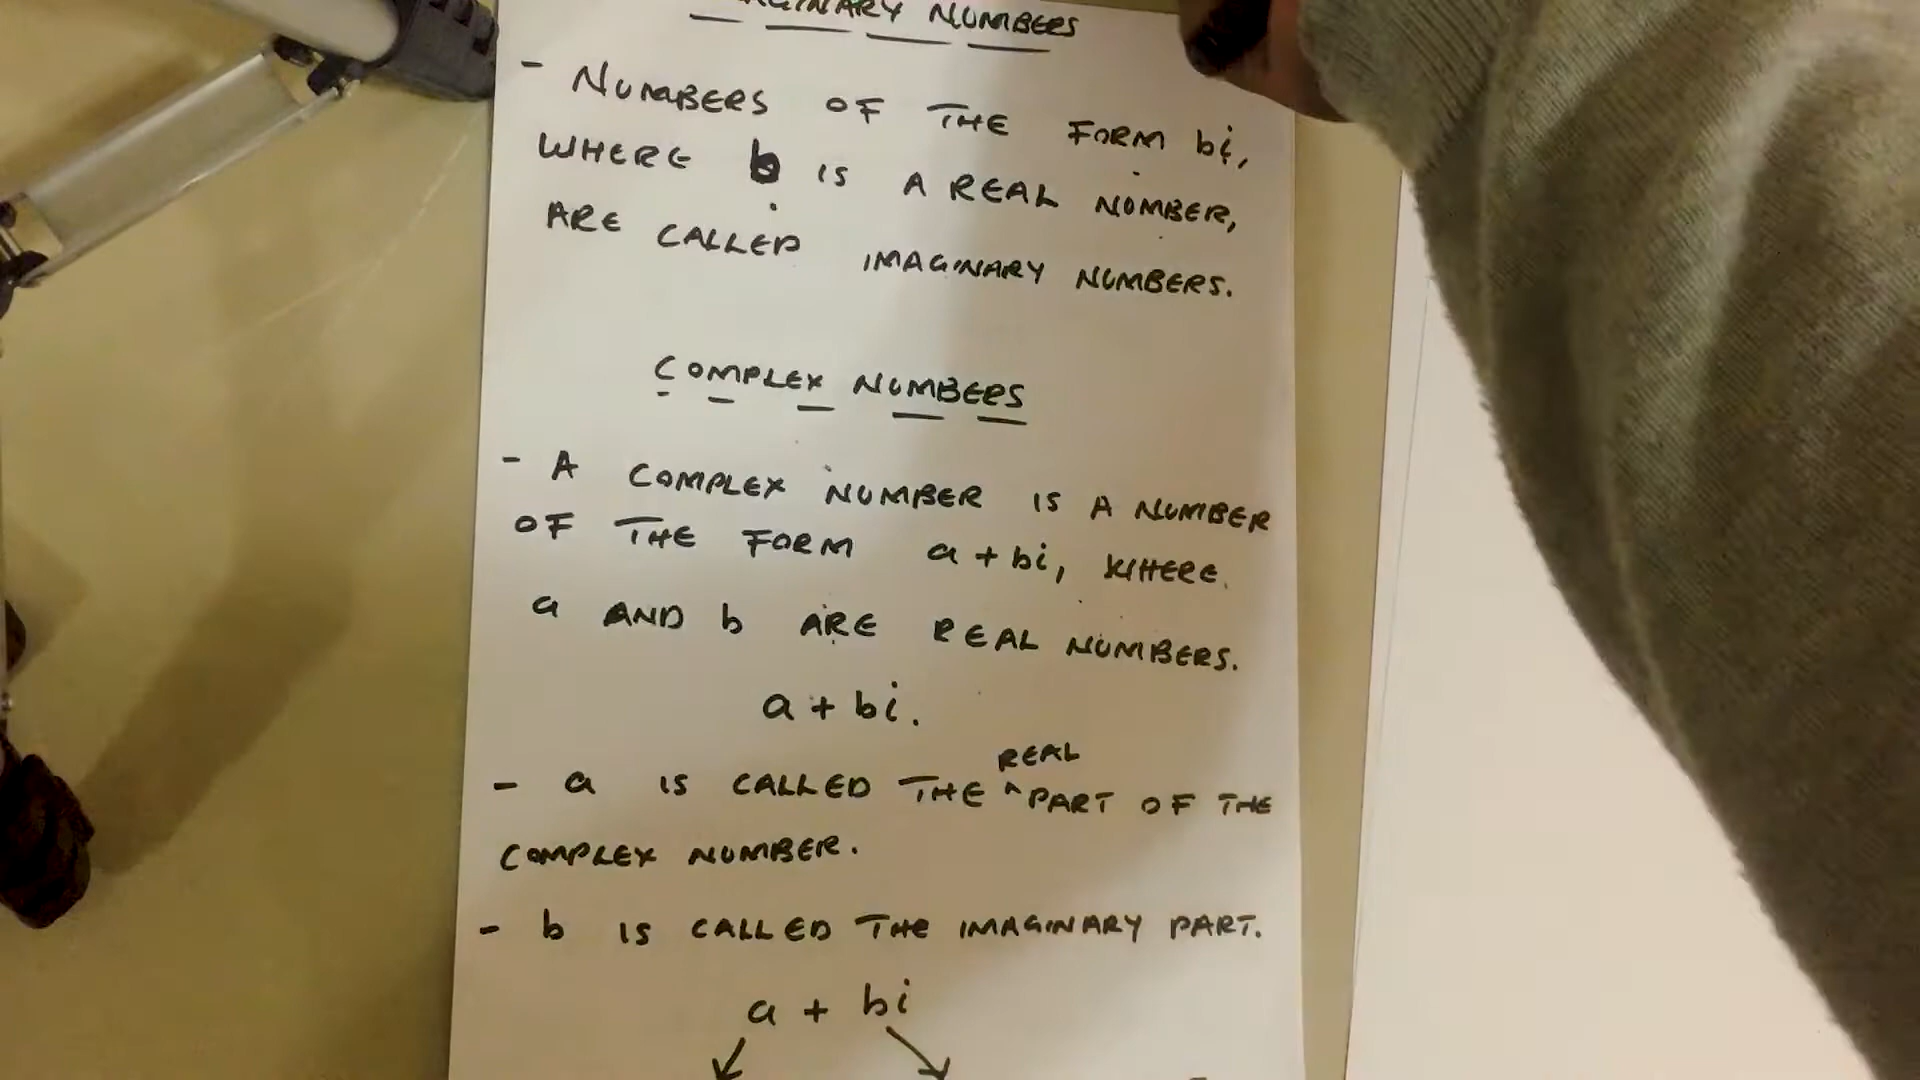 NUMBERS
- NUMBERS OF THE FORM bi,
WHERE b IS A REAL NUMBER,
ARE CALLED IMAGINARY NUMBERS.
COMPLEX NUMBERS
- A COMPLEX NUMBER IS A NUMBER
OF THE FORM a + bi, WHERE
a AND b ARE REAL NUMBERS.
a + bi.
REAL
- a IS CALLED THE ^ PART OF THE
COMPLEX NUMBER.
- b IS CALLED THE IMAGINARY PART.
a + bi